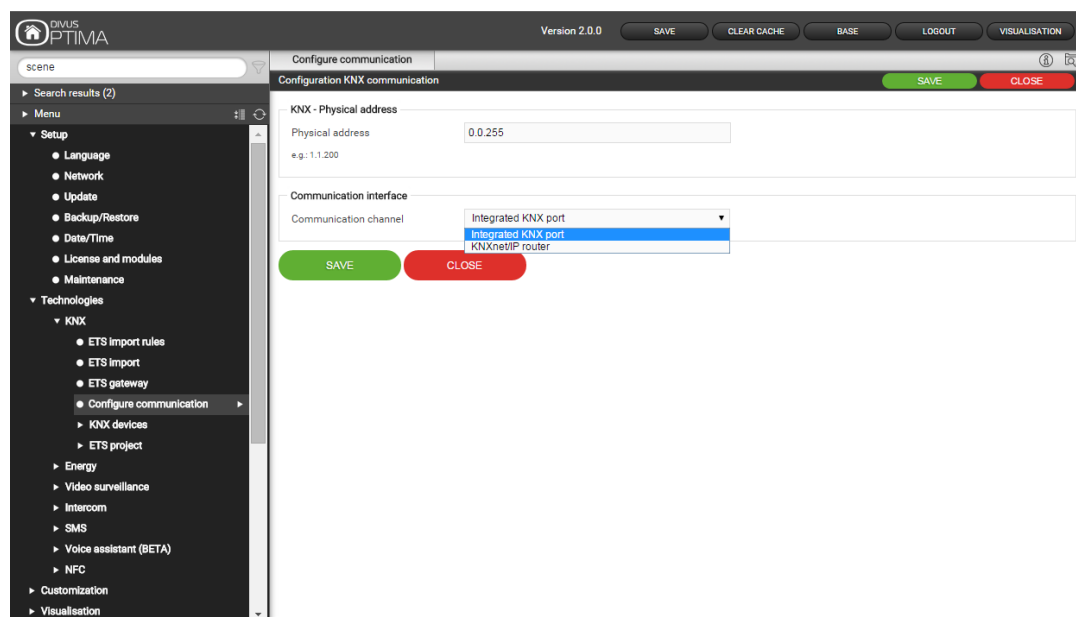 DIVUS
OPTIMA
Version 2.0.0
SAVE
CLEAR CACHE
BASE
LOGOUT
VISUALISATION
scene
Search results (2)
Menu
Setup
Language
Network
Update
Backup/Restore
Date/Time
License and modules
Maintenance
Technologies
KNX
ETS import rules
ETS import
ETS gateway
Configure communication
KNX devices
ETS project
Energy
Video surveillance
Intercom
SMS
Voice assistant (BETA)
NFC
Customization
Visualisation
Configure communication
Configuration KNX communication
SAVE
CLOSE
KNX - Physical address
Physical address
0.0.255
e.g.: 1.1.200
Communication interface
Communication channel
Integrated KNX port
Integrated KNX port
KNXnet/IP router
SAVE
CLOSE